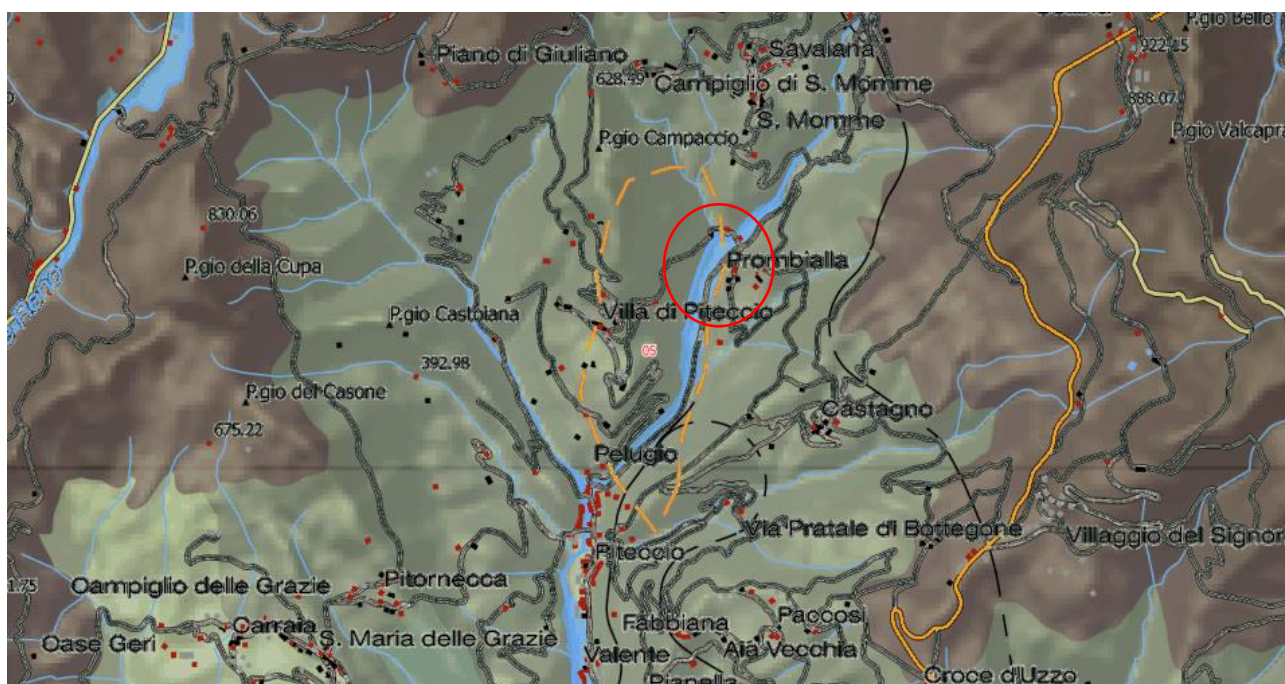 P.gio Bello
922.15
Savaiana
Piano di Giuliano
628.49
Campiglio di S. Momme
888.07
S. Momme
P.gio Valcapra
P.gio Campaccio
830.06
P.gio della Cupa
Prombialla
Villa di Piteccio
P.gio Castoiana
05
392.98
P.gio del Casone
Castagno
675.22
Pelugio
Via Pratale di Bottegone
Villaggio del Signor
Piteccio
Pitornecca
Campiglio delle Grazie
1.75
Fabbiana
Paccosi
Carraia
S. Maria delle Grazie
Case Geri
Valente
Aia Vecchia
Pianella
Croce d'Uzzo